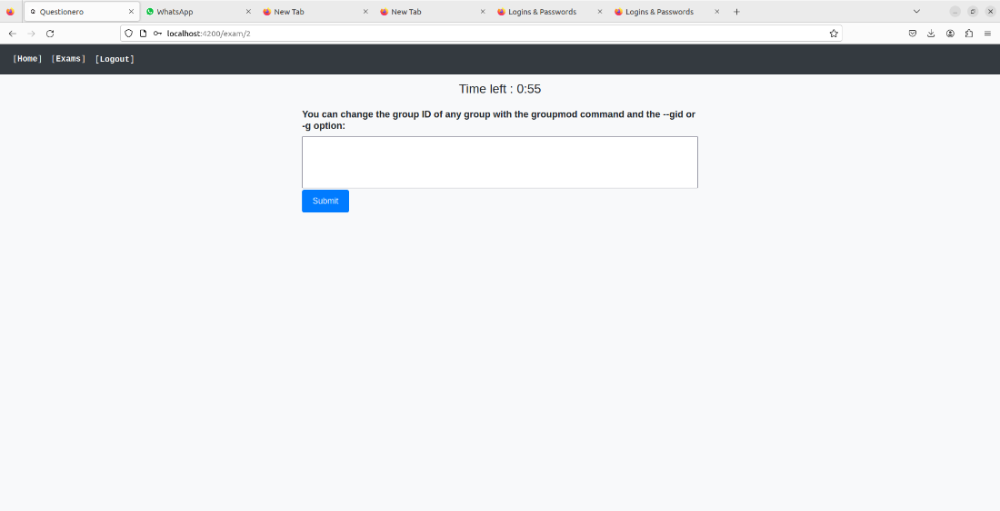 Questionero
WhatsApp
New Tab
New Tab
Logins & Passwords
Logins & Passwords
localhost:4200/exam/2
[Home] [Exams] [Logout]
Time left : 0:55
You can change the group ID of any group with the groupmod command and the --gid or
-g option:
Submit